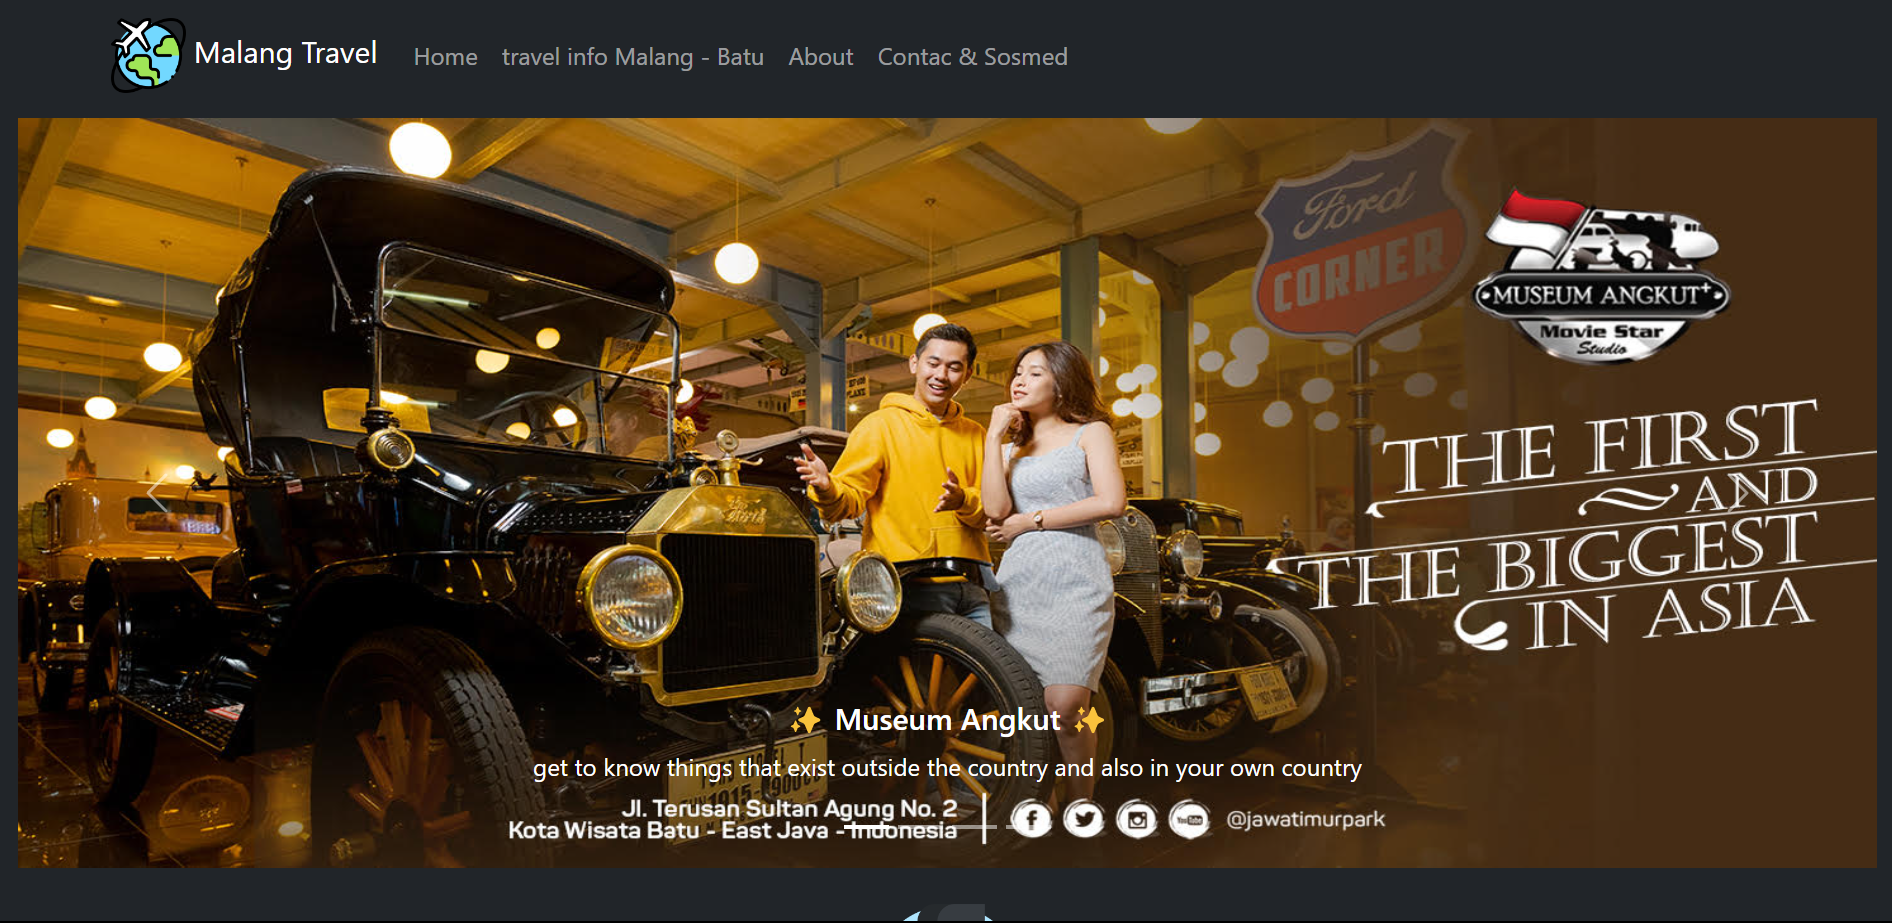 Malang Travel
Home
travel info Malang - Batu
About
Contac & Sosmed
Ford
CORNER
MUSEUM ANGKUT+
Movie Star
Studio
THE FIRST
AND
THE BIGGEST
IN ASIA
✨ Museum Angkut ✨
get to know things that exist outside the country and also in your own country
Jl. Terusan Sultan Agung No. 2
Kota Wisata Batu - East Java - Indonesia
YouTube
@jawatimurpark